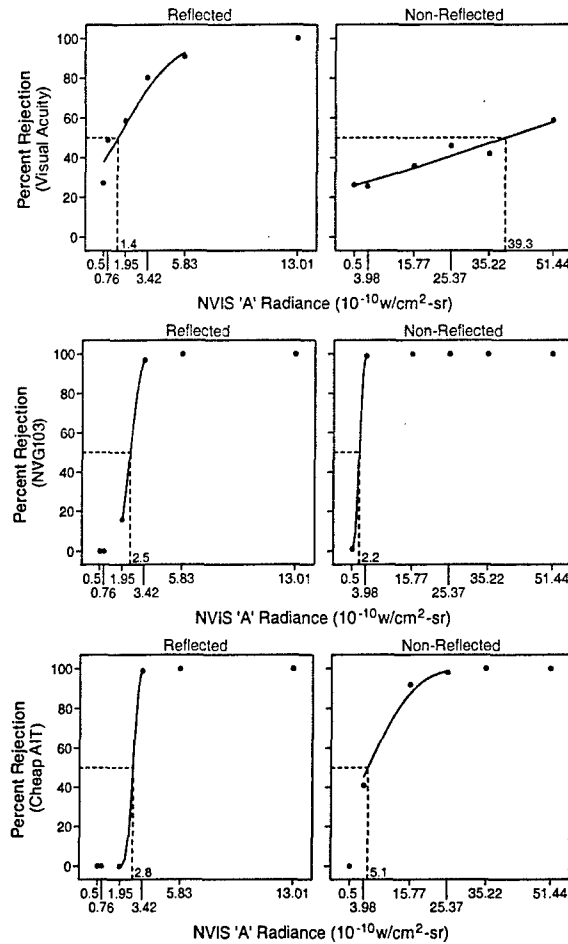 Reflected Non-Reflected
Percent Rejection
(Visual Acuity)
100
80
60
40
20
0
1.4
39.3
0.5 1.95 5.83 13.01 0.5 15.77 35.22 51.44
0.76 3.42 3.98 25.37
NVIS 'A' Radiance (10⁻¹⁰w/cm²-sr)
Reflected Non-Reflected
Percent Rejection
(NVG103)
100
80
60
40
20
0
2.5
2.2
0.5 1.95 5.83 13.01 0.5 15.77 35.22 51.44
0.76 3.42 3.98 25.37
NVIS 'A' Radiance (10⁻¹⁰w/cm²-sr)
Reflected Non-Reflected
Percent Rejection
(Cheap AIT)
100
80
60
40
20
0
2.8
5.1
0.5 1.95 5.83 13.01 0.5 15.77 35.22 51.44
0.76 3.42 3.98 25.37
NVIS 'A' Radiance (10⁻¹⁰w/cm²-sr)